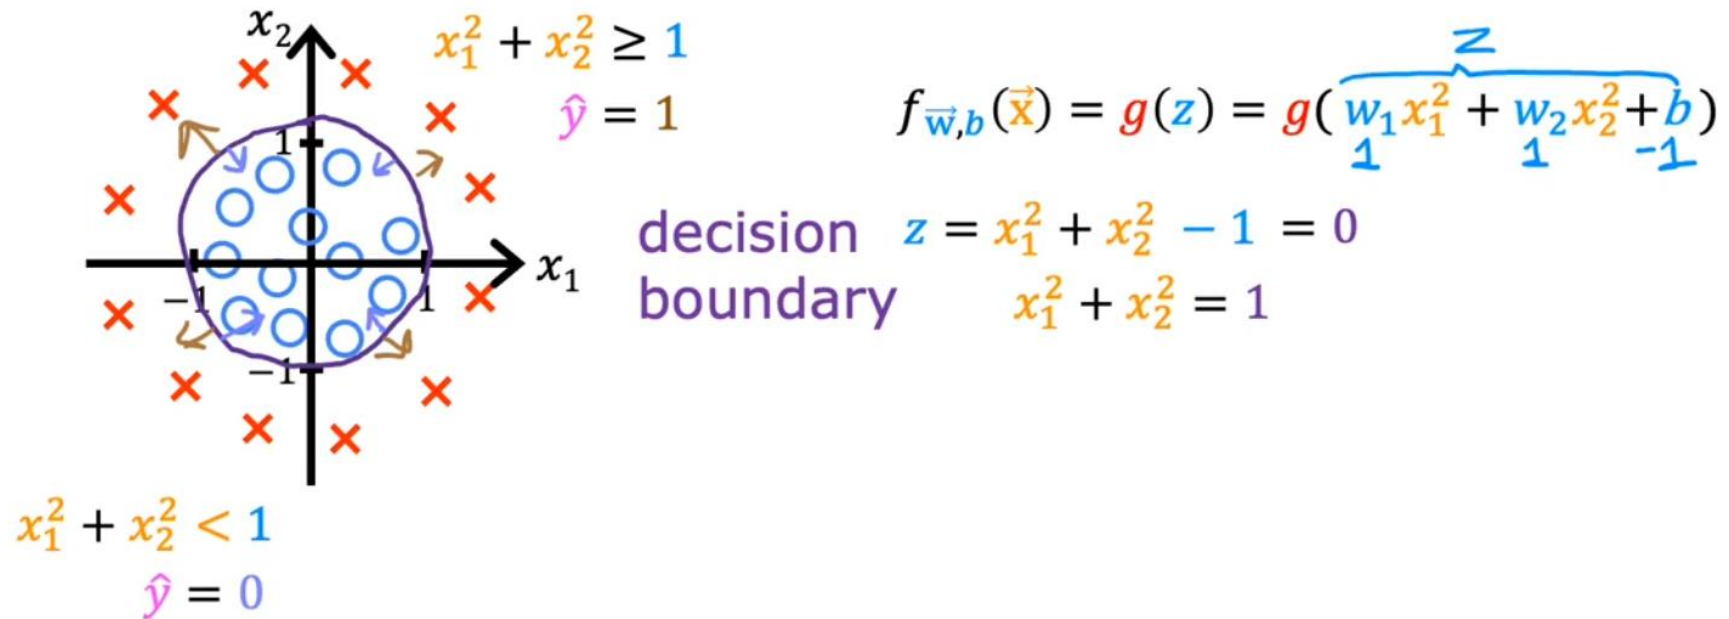 x₂
x₁² + x₂² ≥ 1
ŷ = 1
z
f_{w⃗,b}(x⃗) = g(z) = g(w₁x₁² + w₂x₂² + b)
1 1 -1
1
−1
1
−1
x₁
decision boundary
z = x₁² + x₂² − 1 = 0
x₁² + x₂² = 1
x₁² + x₂² < 1
ŷ = 0